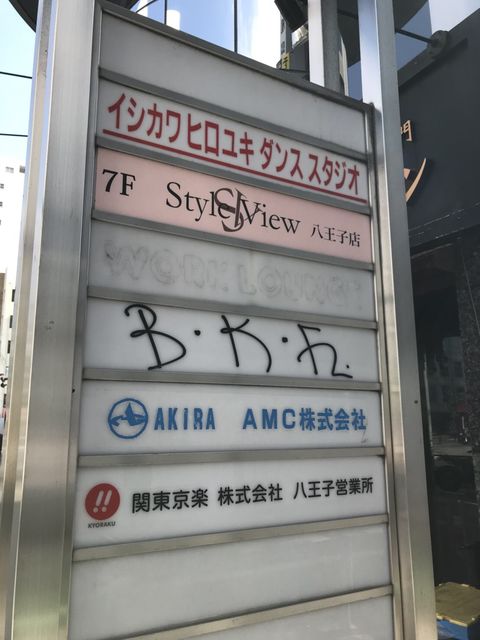 イシカワ ヒロユキ ダンス スタジオ
7F Style SJ View 八王子店
WORK LOUNGE
B.K.
AKIRA AMC株式会社
KYORAKU 関東京楽 株式会社 八王子営業所
門